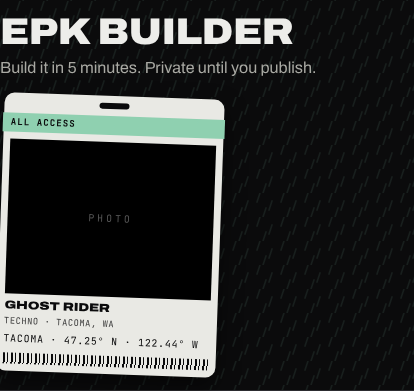 EPK BUILDER
Build it in 5 minutes. Private until you publish.
ALL ACCESS
PHOTO
GHOST RIDER
TECHNO · TACOMA, WA
TACOMA · 47.25° N · 122.44° W